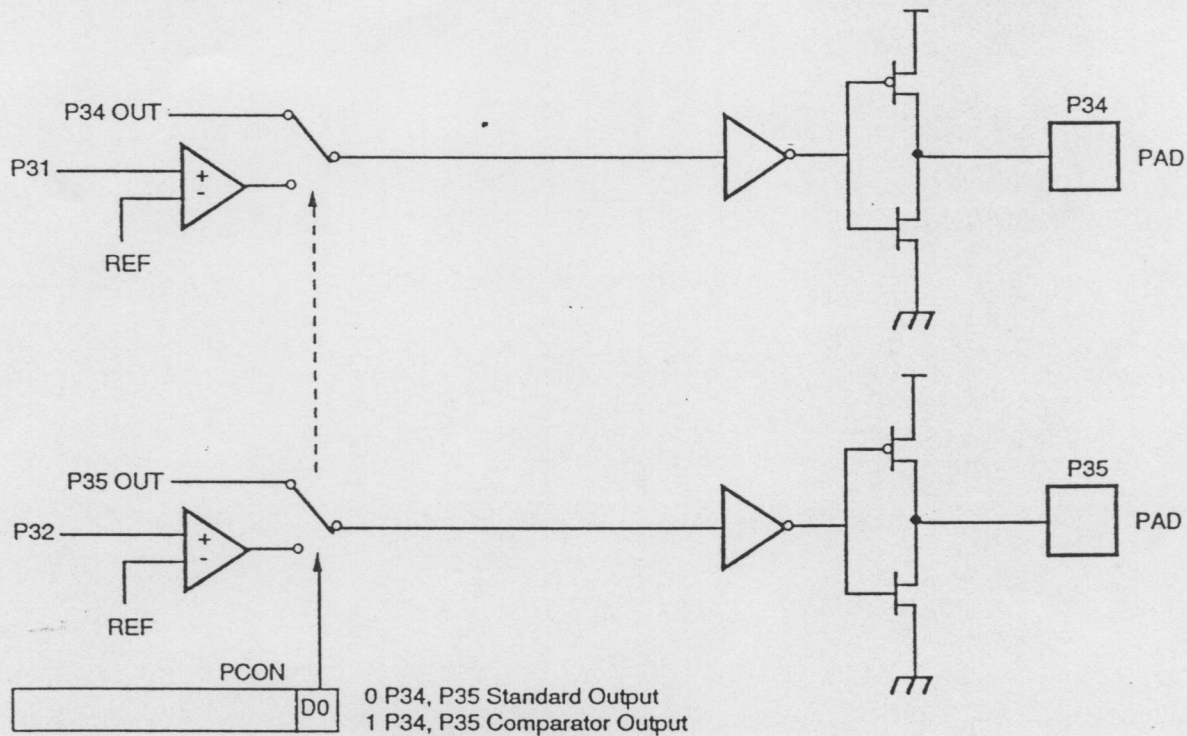 P34 OUT
P31
+
-
REF
P34
PAD
P35 OUT
P32
+
-
REF
P35
PAD
PCON
D0
0 P34, P35 Standard Output
1 P34, P35 Comparator Output